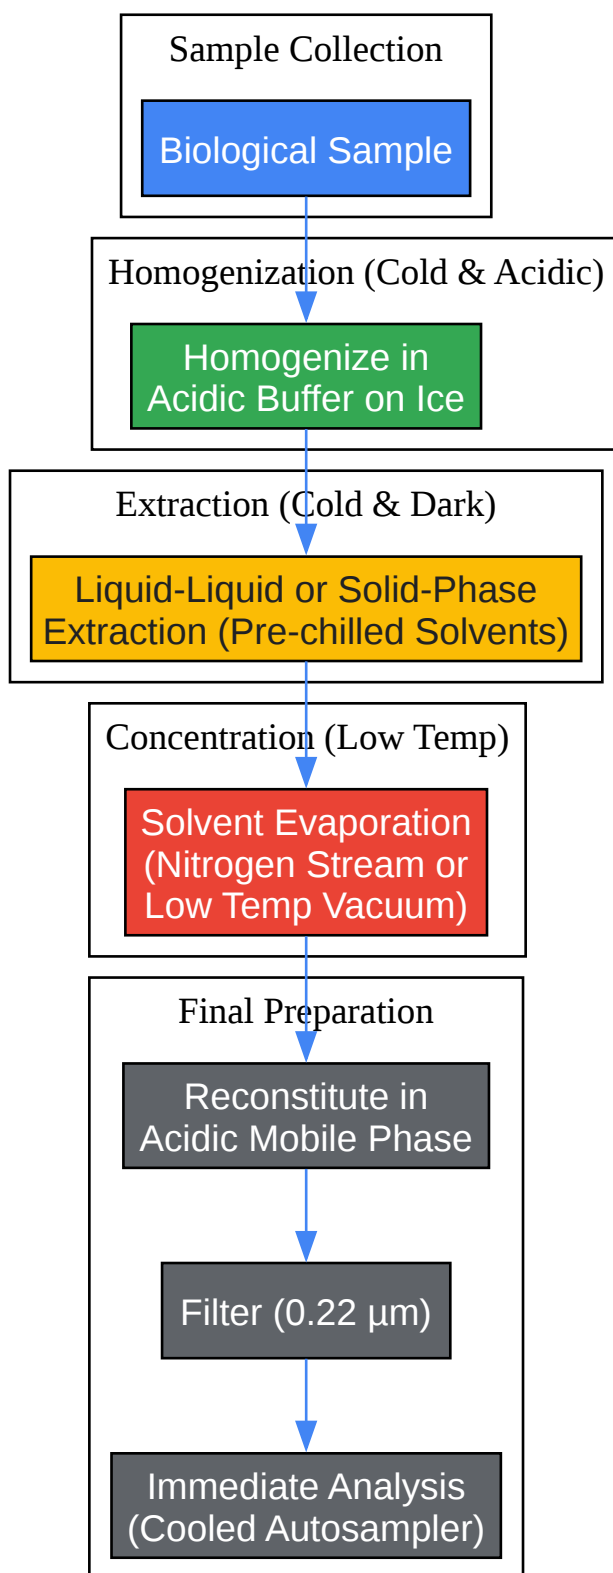 Sample Collection
Biological Sample
Homogenization (Cold & Acidic)
Homogenize in
Acidic Buffer on Ice
Extraction (Cold & Dark)
Liquid-Liquid or Solid-Phase
Extraction (Pre-chilled Solvents)
Concentration (Low Temp)
Solvent Evaporation
(Nitrogen Stream or
Low Temp Vacuum)
Final Preparation
Reconstitute in
Acidic Mobile Phase
Filter (0.22 µm)
Immediate Analysis
(Cooled Autosampler)